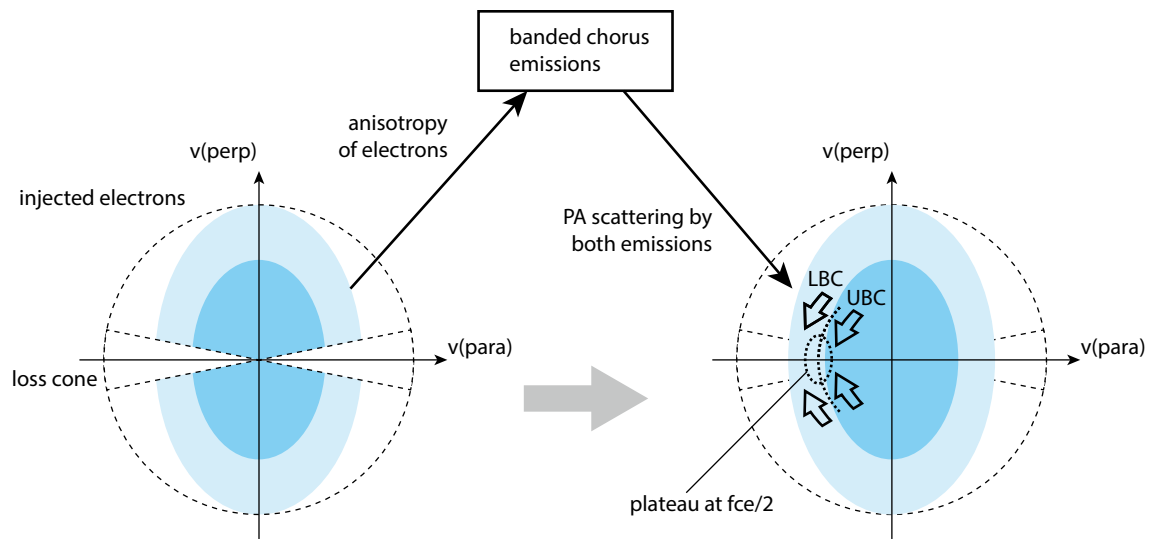 banded chorus
emissions
anisotropy
of electrons
v(perp)
injected electrons
v(para)
loss cone
v(perp)
PA scattering by
both emissions
LBC
UBC
v(para)
plateau at fce/2